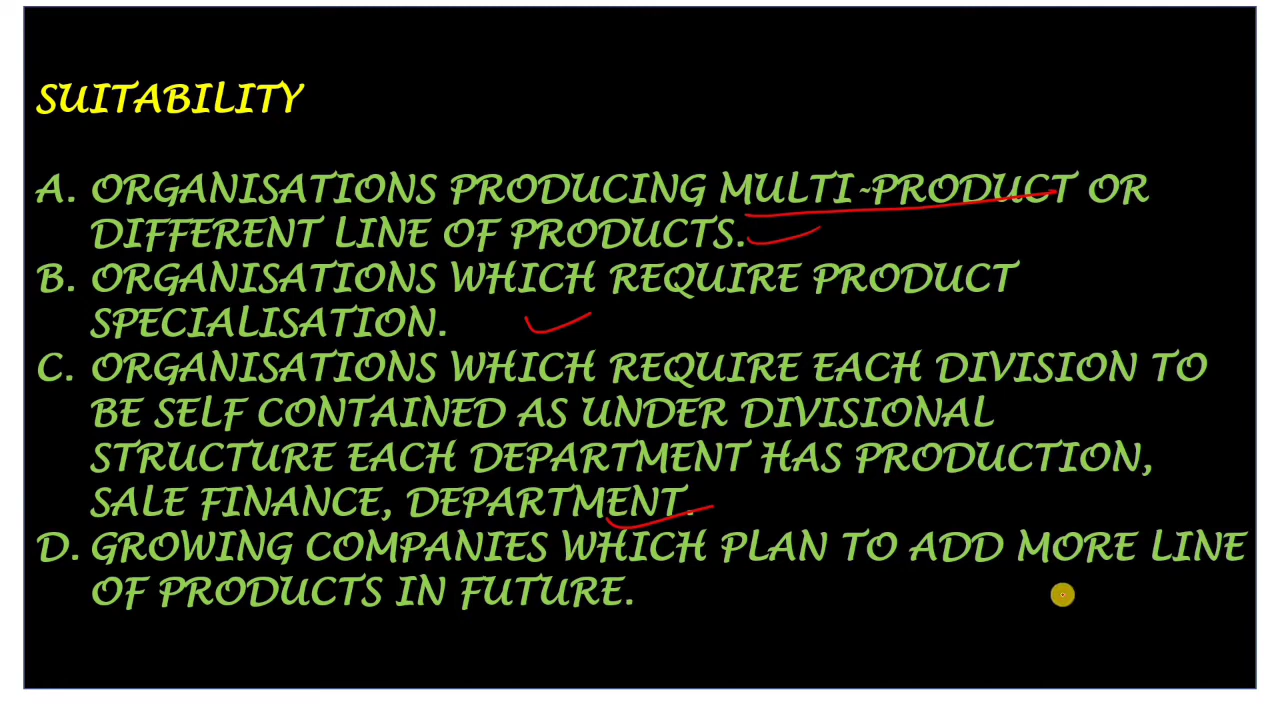 SUITABILITY
A. ORGANISATIONS PRODUCING MULTI-PRODUCT OR
DIFFERENT LINE OF PRODUCTS.
B. ORGANISATIONS WHICH REQUIRE PRODUCT
SPECIALISATION.
C. ORGANISATIONS WHICH REQUIRE EACH DIVISION TO
BE SELF CONTAINED AS UNDER DIVISIONAL
STRUCTURE EACH DEPARTMENT HAS PRODUCTION,
SALE FINANCE, DEPARTMENT.
D. GROWING COMPANIES WHICH PLAN TO ADD MORE LINE
OF PRODUCTS IN FUTURE.